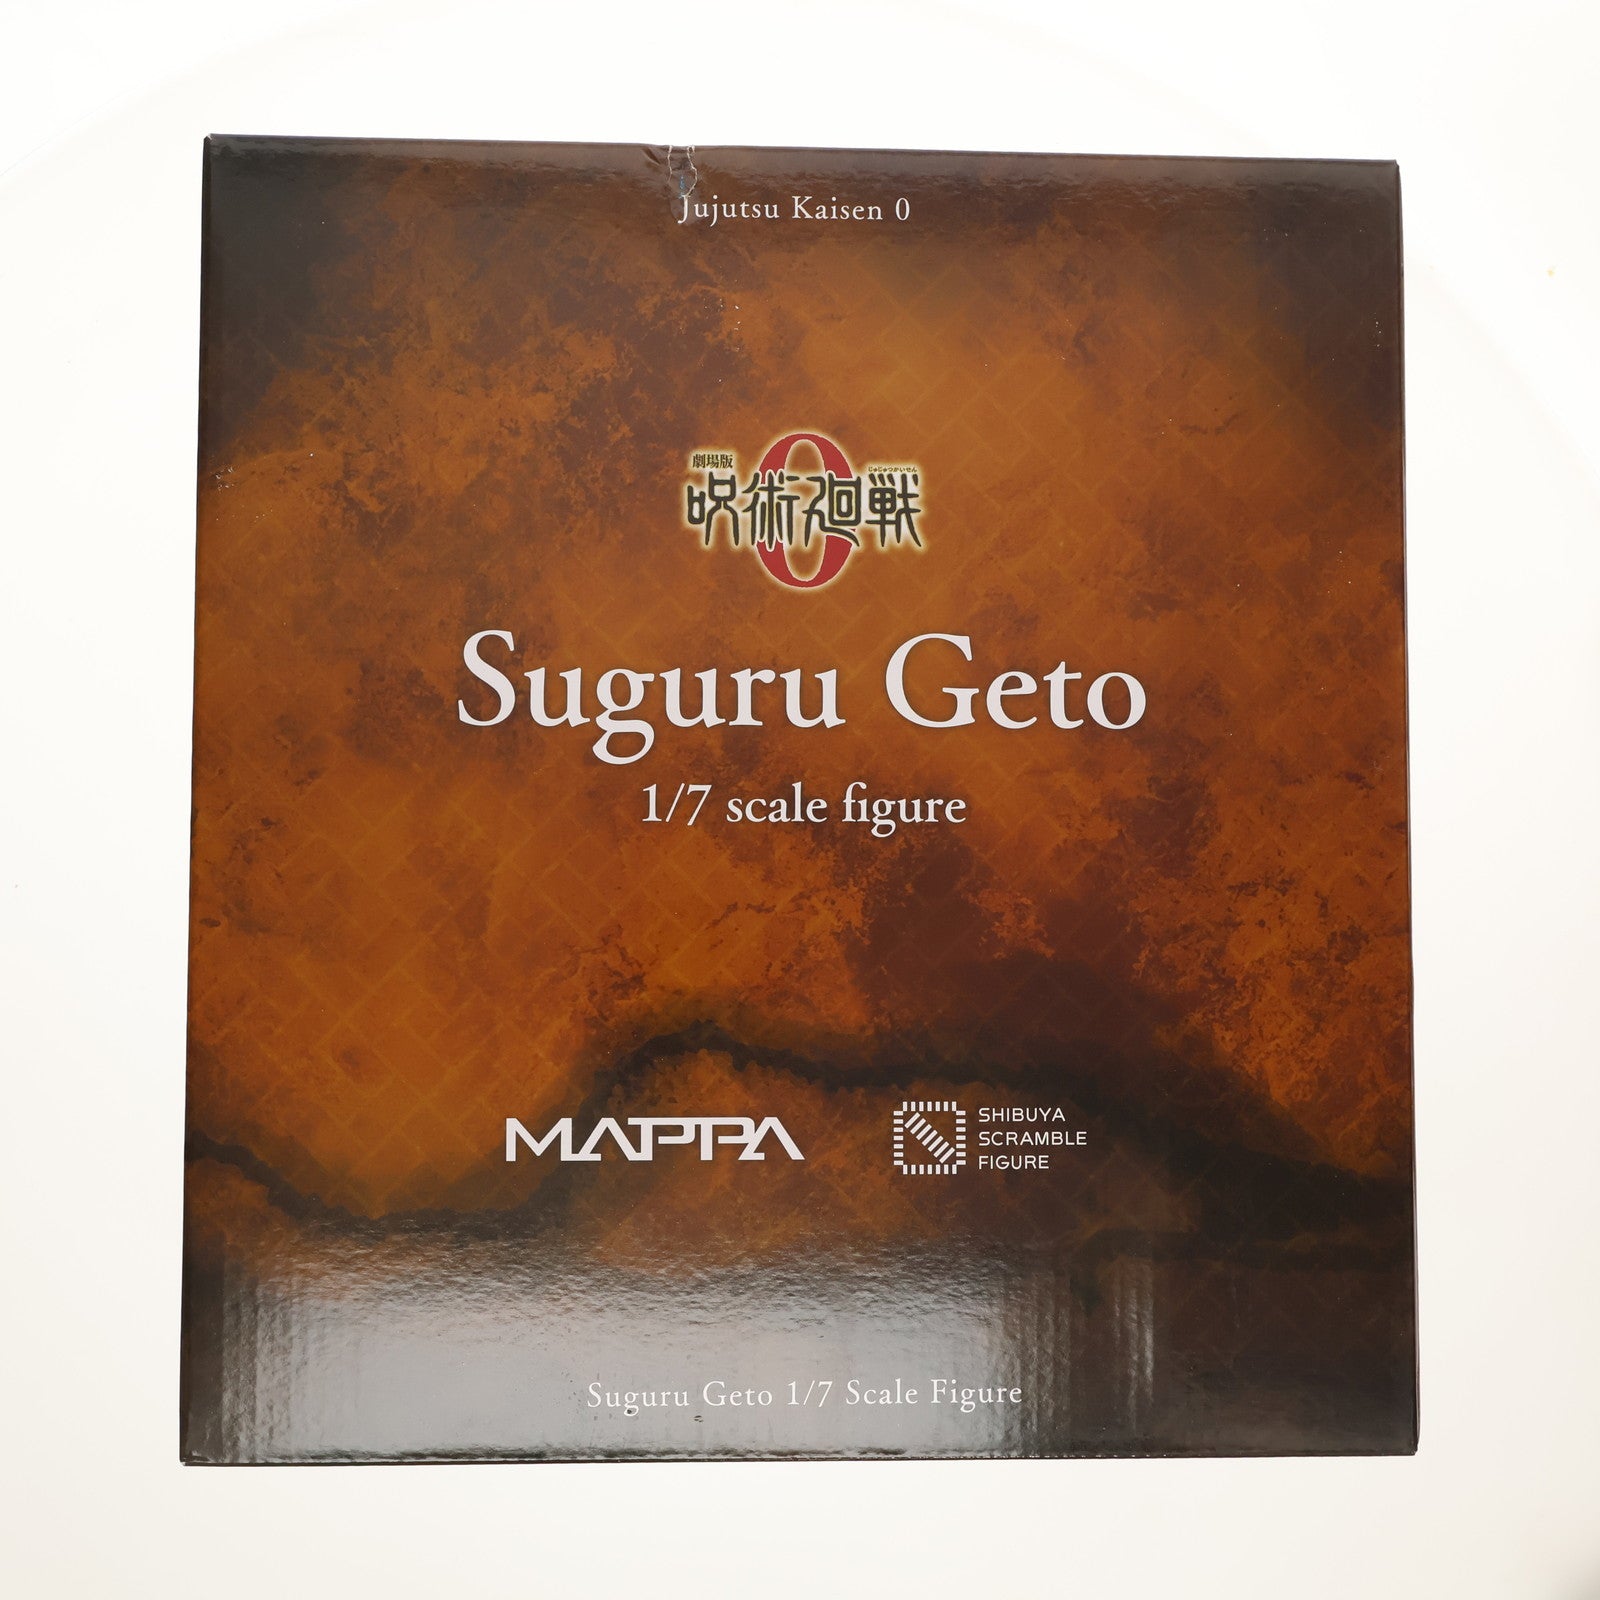 Jujutsu Kaisen 0
劇場版
じゅじゅつかいせん
呪術廻戦
0
Suguru Geto
1/7 scale figure
MAPPA
SHIBUYA
SCRAMBLE
FIGURE
Suguru Geto 1/7 Scale Figure